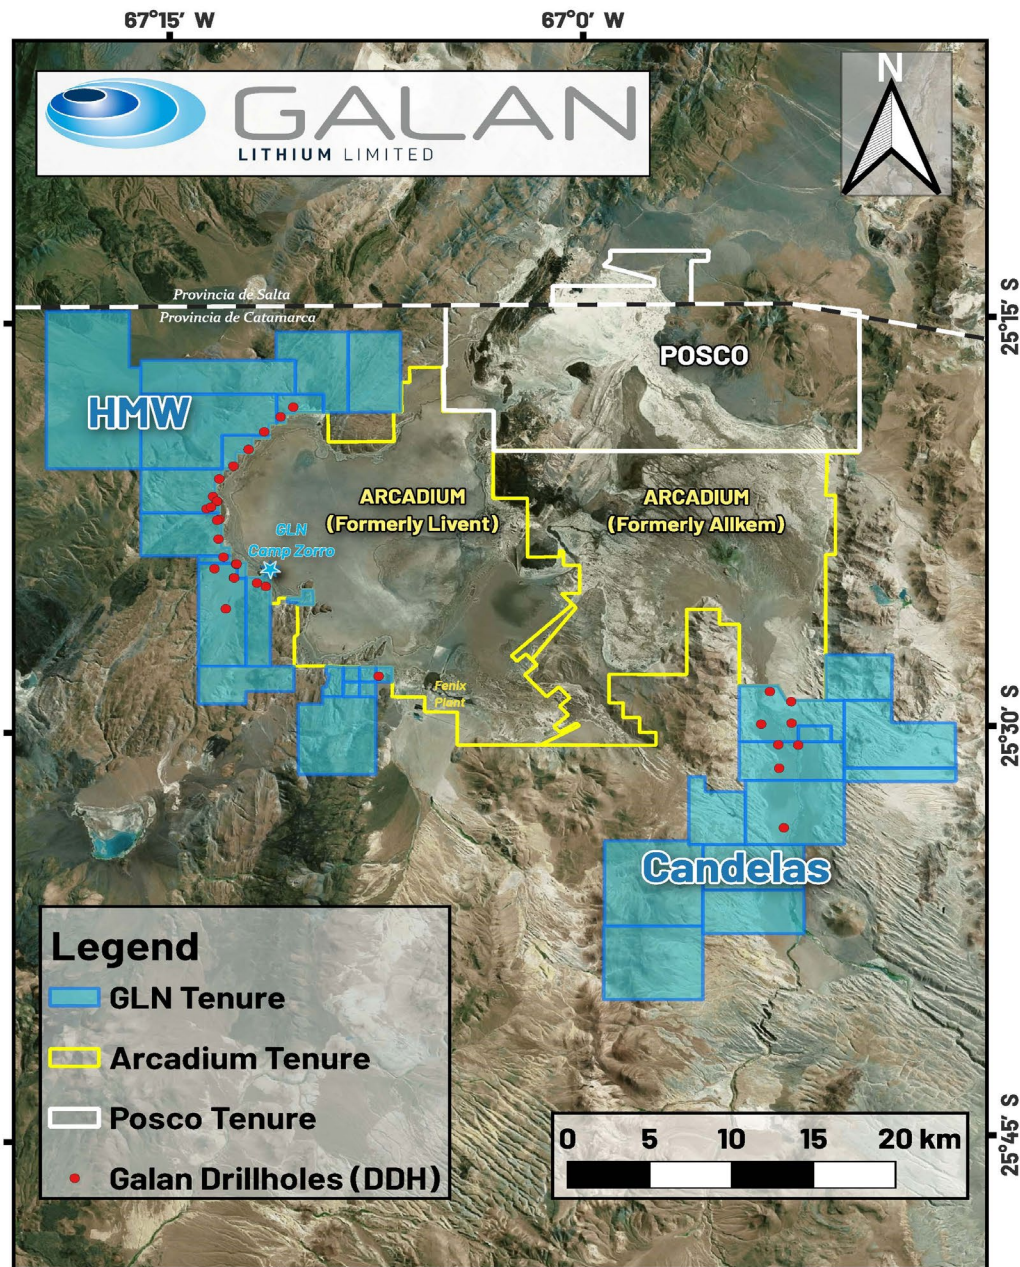 67°15' W
67°0' W
GALAN
LITHIUM LIMITED
N
Provincia de Salta
Provincia de Catamarca
25°15' S
POSCO
HMW
ARCADIUM
(Formerly Livent)
ARCADIUM
(Formerly Allkem)
GLN
Camp Zorro
Fenix
Plant
25°30' S
Candelas
Legend
GLN Tenure
Arcadium Tenure
Posco Tenure
Galan Drillholes (DDH)
0 5 10 15 20 km
25°45' S